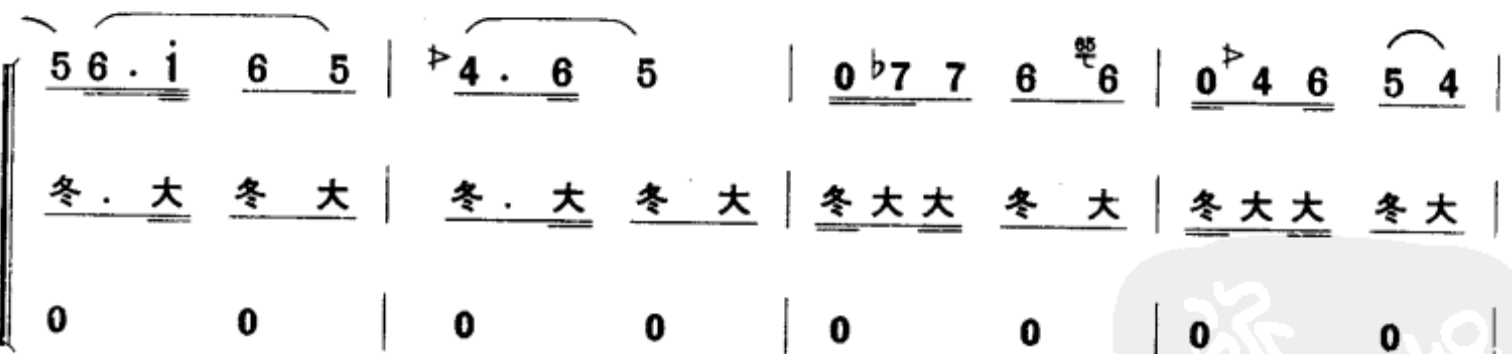 5 6 . i 6 5 | 4 . 6 5 | 0 ♭7 7 6 65 6 | 0 4 6 5 4 |
冬 . 大 冬 大 | 冬 . 大 冬 大 | 冬 大 大 冬 大 | 冬 大 大 冬 大 |
0 0 | 0 0 | 0 0 | 0 0 |